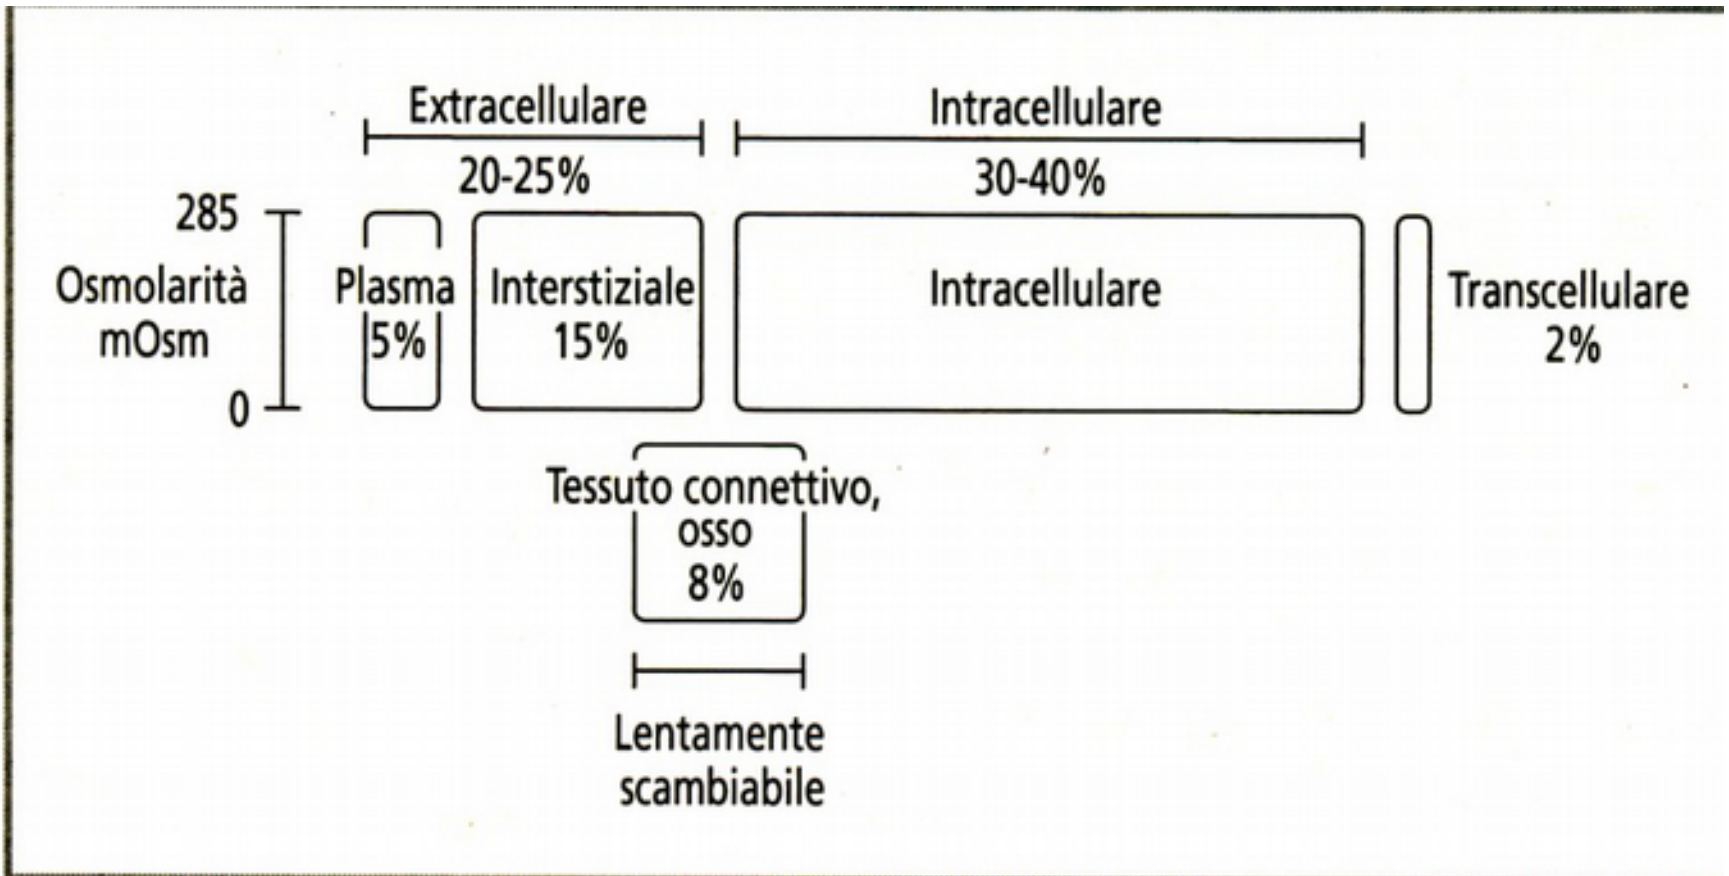 Extracellulare
20-25%
Intracellulare
30-40%
285
Osmolarità
mOsm
0
Plasma
5%
Interstiziale
15%
Intracellulare
Transcellulare
2%
Tessuto connettivo,
osso
8%
Lentamente
scambiabile